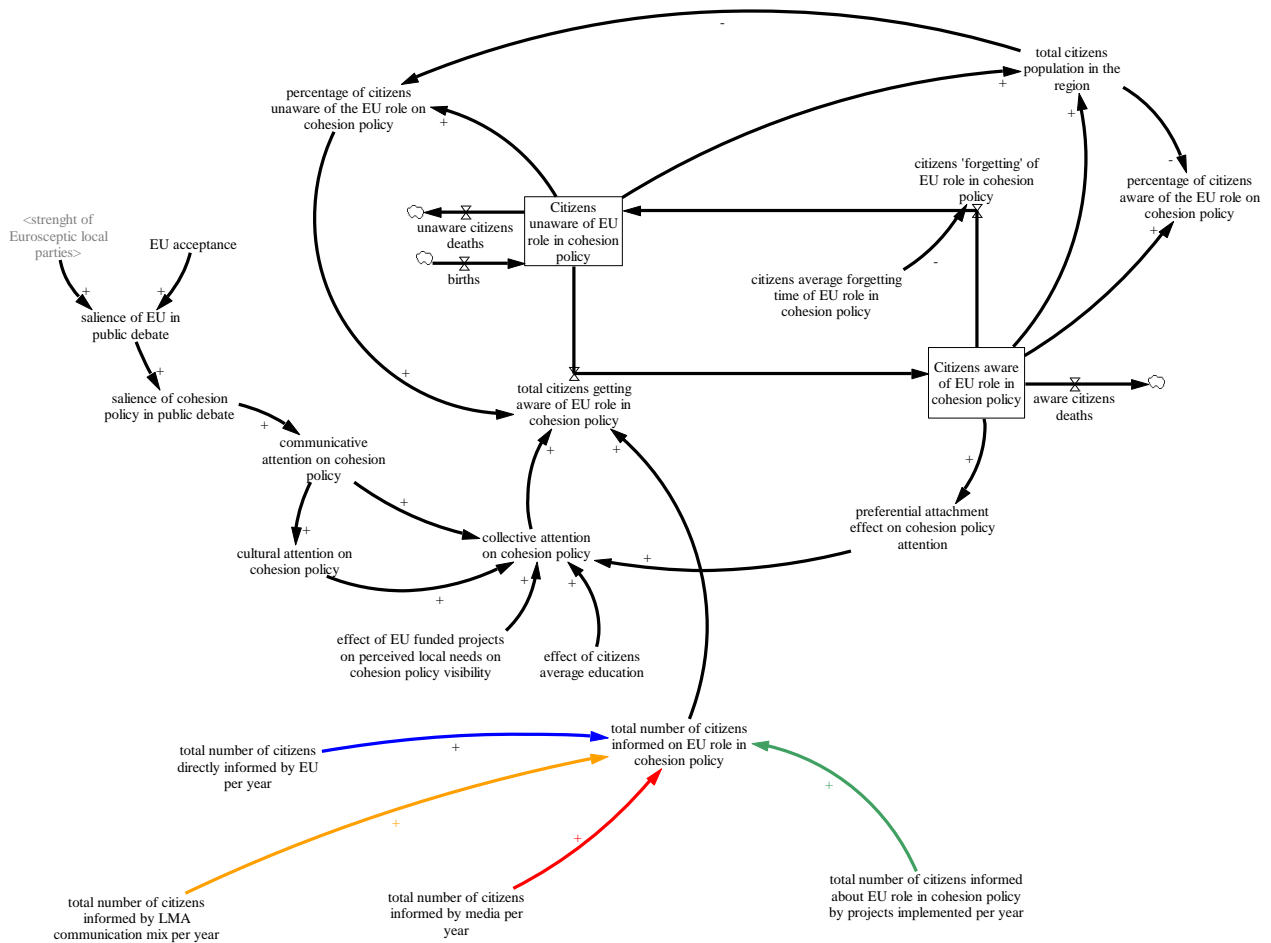 -
total citizens
population in the
region
+
percentage of citizens
unaware of the EU role on
cohesion policy
+
+
citizens 'forgetting' of
EU role in cohesion
policy
-
percentage of citizens
aware of the EU role on
cohesion policy
+
Citizens
unaware of EU
role in cohesion
policy
unaware citizens
deaths
births
<strenght of
Eurosceptic local
parties>
EU acceptance
+
+
salience of EU in
public debate
-
citizens average forgetting
time of EU role in
cohesion policy
+
salience of cohesion
policy in public debate
+
+
total citizens getting
aware of EU role in
cohesion policy
Citizens aware
of EU role in
cohesion policy
aware citizens
deaths
communicative
attention on cohesion
policy
+
+
+
+
+
preferential attachment
effect on cohesion policy
attention
cultural attention on
cohesion policy
collective attention
on cohesion policy
+
+
+
+
effect of EU funded projects
on perceived local needs on
cohesion policy visibility
effect of citizens
average education
total number of citizens
informed on EU role in
cohesion policy
total number of citizens
directly informed by EU
per year
+
+
+
+
total number of citizens
informed by LMA
communication mix per year
total number of citizens
informed by media per
year
total number of citizens informed
about EU role in cohesion policy
by projects implemented per year